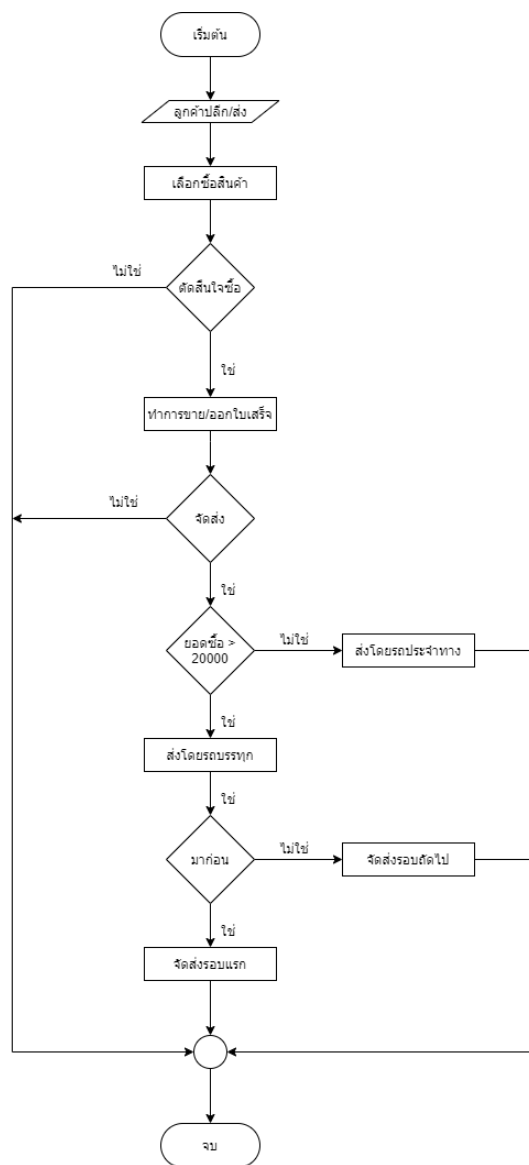 เริ่มต้น
ลูกค้าปลีก/ส่ง
เลือกซื้อสินค้า
ไม่ใช่
ตัดสินใจซื้อ
ใช่
ทำการขาย/ออกใบเสร็จ
ไม่ใช่
จัดส่ง
ใช่
ยอดซื้อ >
20000
ไม่ใช่
ส่งโดยรถประจำทาง
ใช่
ส่งโดยรถบรรทุก
ใช่
มาก่อน
ไม่ใช่
จัดส่งรอบถัดไป
ใช่
จัดส่งรอบแรก
จบ